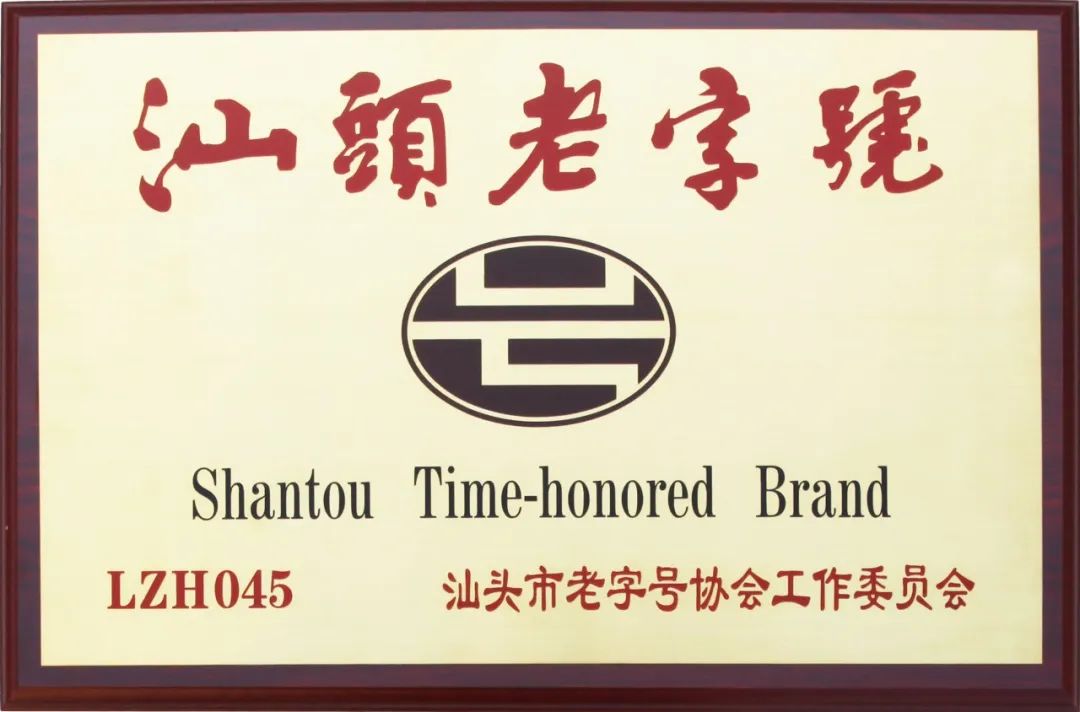 汕頭老字號
Shantou Time-honored Brand
LZH045 汕头市老字号协会工作委员会